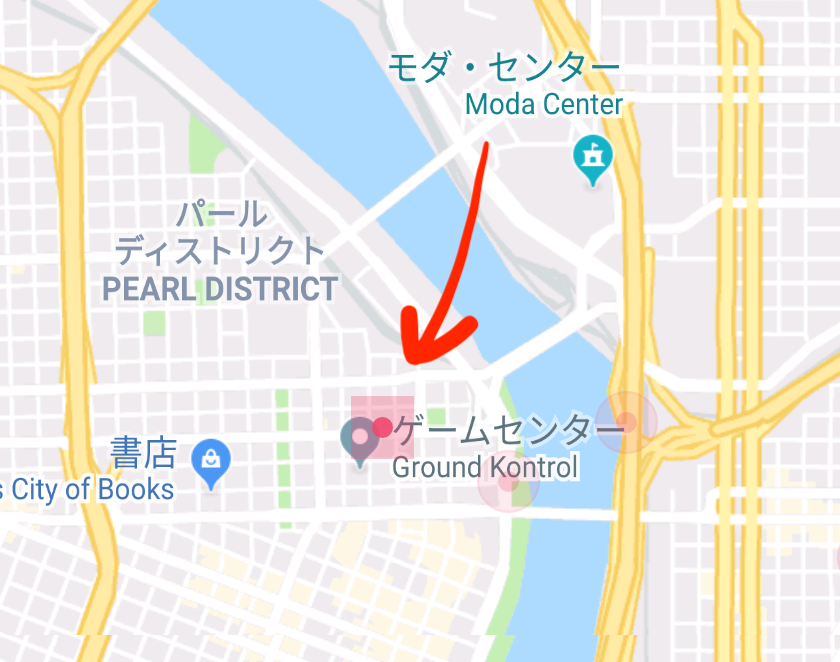 モダ・センター
Moda Center
パール
ディストリクト
PEARL DISTRICT
ゲームセンター
Ground Kontrol
書店
s City of Books